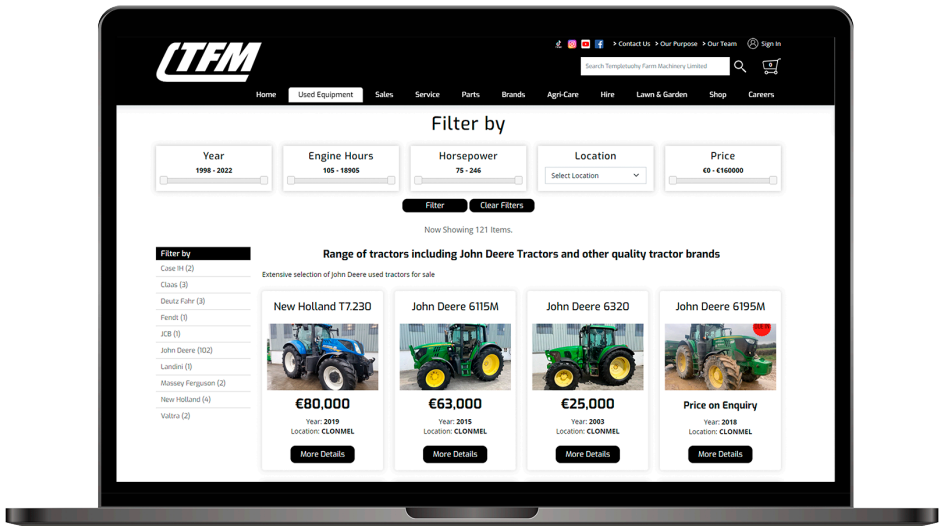 TFM
> Contact Us > Our Purpose > Our Team Sign In
Search Templetuohy Farm Machinery Limited
0
Home Used Equipment Sales Service Parts Brands Agri-Care Hire Lawn & Garden Shop Careers
Filter by
Year Engine Hours Horsepower Location Price
1998 - 2022 105 - 18905 75 - 246 Select Location €0 - €160000
Filter Clear Filters
Now Showing 121 Items.
Filter by
Case IH (2)
Claas (3)
Deutz Fahr (3)
Fendt (1)
JCB (1)
John Deere (102)
Landini (1)
Massey Ferguson (2)
New Holland (4)
Valtra (2)
Range of tractors including John Deere Tractors and other quality tractor brands
Extensive selection of John Deere used tractors for sale
New Holland T7.230
€80,000
Year: 2019
Location: CLONMEL
More Details
John Deere 6115M
€63,000
Year: 2015
Location: CLONMEL
More Details
John Deere 6320
€25,000
Year: 2003
Location: CLONMEL
More Details
John Deere 6195M
Price on Enquiry
Year: 2018
Location: CLONMEL
More Details